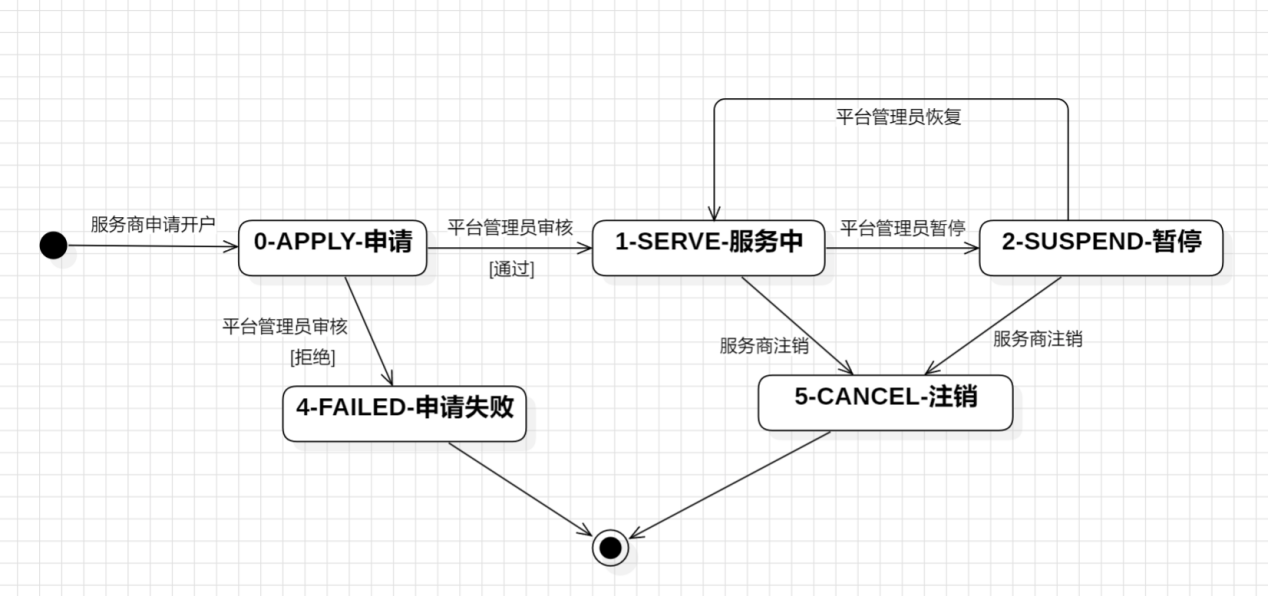 平台管理员恢复
服务商申请开户
0-APPLY-申请
平台管理员审核
[通过]
1-SERVE-服务中
平台管理员暂停
2-SUSPEND-暂停
平台管理员审核
[拒绝]
服务商注销
服务商注销
4-FAILED-申请失败
5-CANCEL-注销